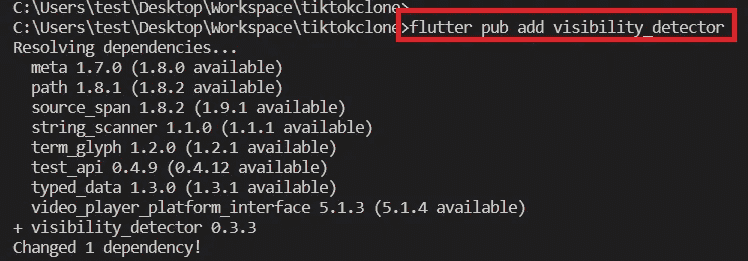 C:\Users\test\Desktop\Workspace\tiktokclone>
C:\Users\test\Desktop\Workspace\tiktokclone>flutter pub add visibility_detector
Resolving dependencies...
  meta 1.7.0 (1.8.0 available)
  path 1.8.1 (1.8.2 available)
  source_span 1.8.2 (1.9.1 available)
  string_scanner 1.1.0 (1.1.1 available)
  term_glyph 1.2.0 (1.2.1 available)
  test_api 0.4.9 (0.4.12 available)
  typed_data 1.3.0 (1.3.1 available)
  video_player_platform_interface 5.1.3 (5.1.4 available)
+ visibility_detector 0.3.3
Changed 1 dependency!